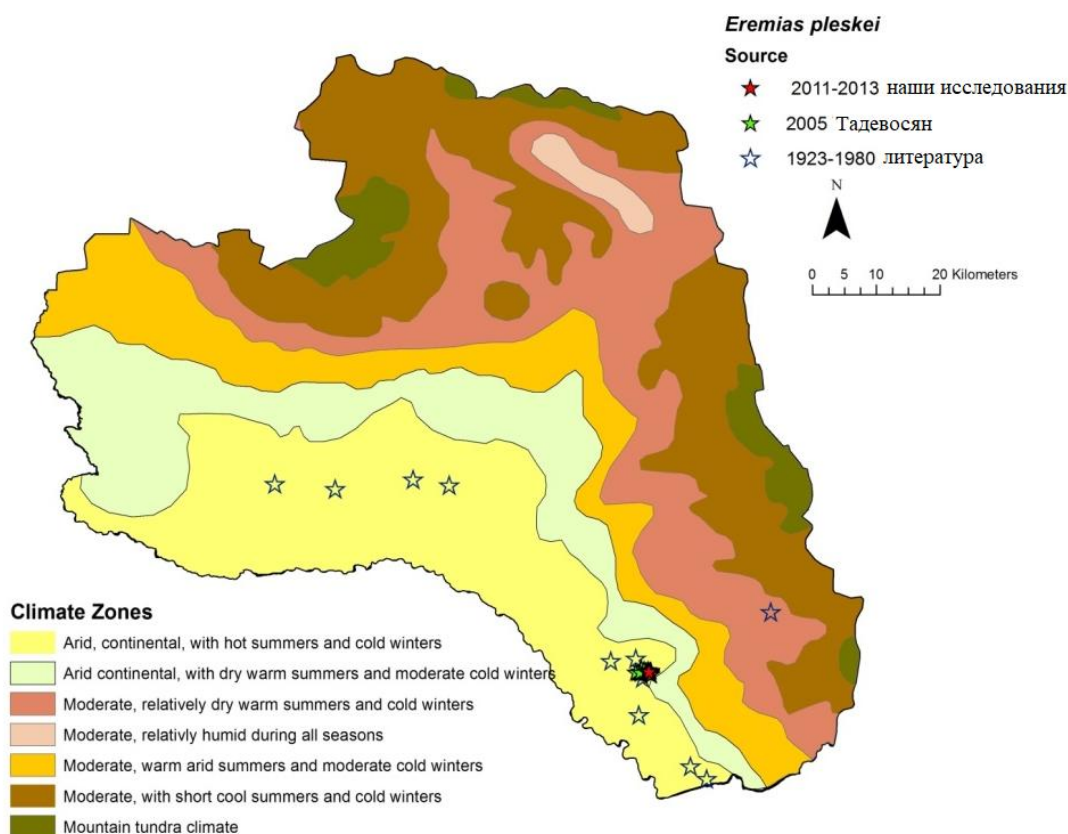 Eremias pleskei
Source
2011-2013 наши исследования
2005 Тадевосян
1923-1980 литература
N
0 5 10 20 Kilometers
Climate Zones
Arid, continental, with hot summers and cold winters
Arid continental, with dry warm summers and moderate cold winters
Moderate, relatively dry warm summers and cold winters
Moderate, relativly humid during all seasons
Moderate, warm arid summers and moderate cold winters
Moderate, with short cool summers and cold winters
Mountain tundra climate